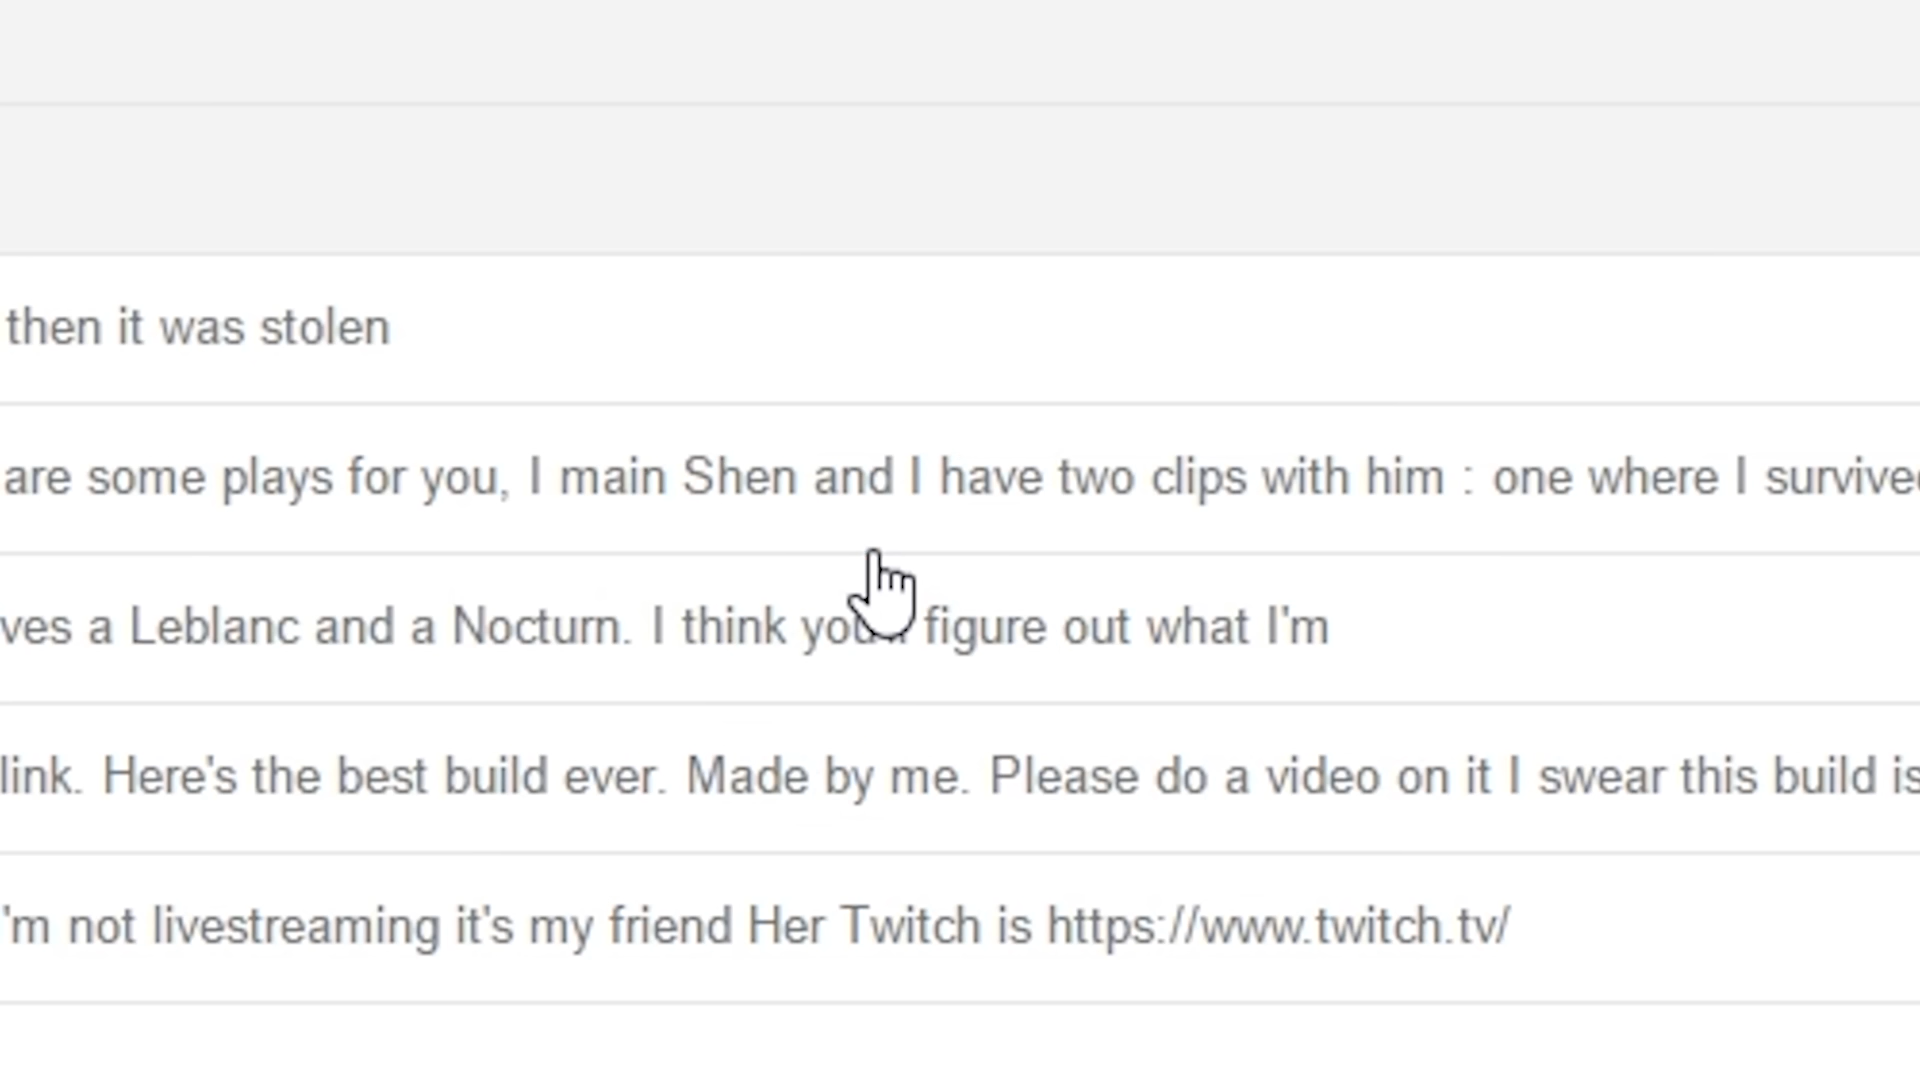 then it was stolen
are some plays for you, I main Shen and I have two clips with him : one where I survived
ves a Leblanc and a Nocturn. I think figure out what I'm
link. Here's the best build ever. Made by me. Please do a video on it I swear this build is
'm not livestreaming it's my friend Her Twitch is https://www.twitch.tv/